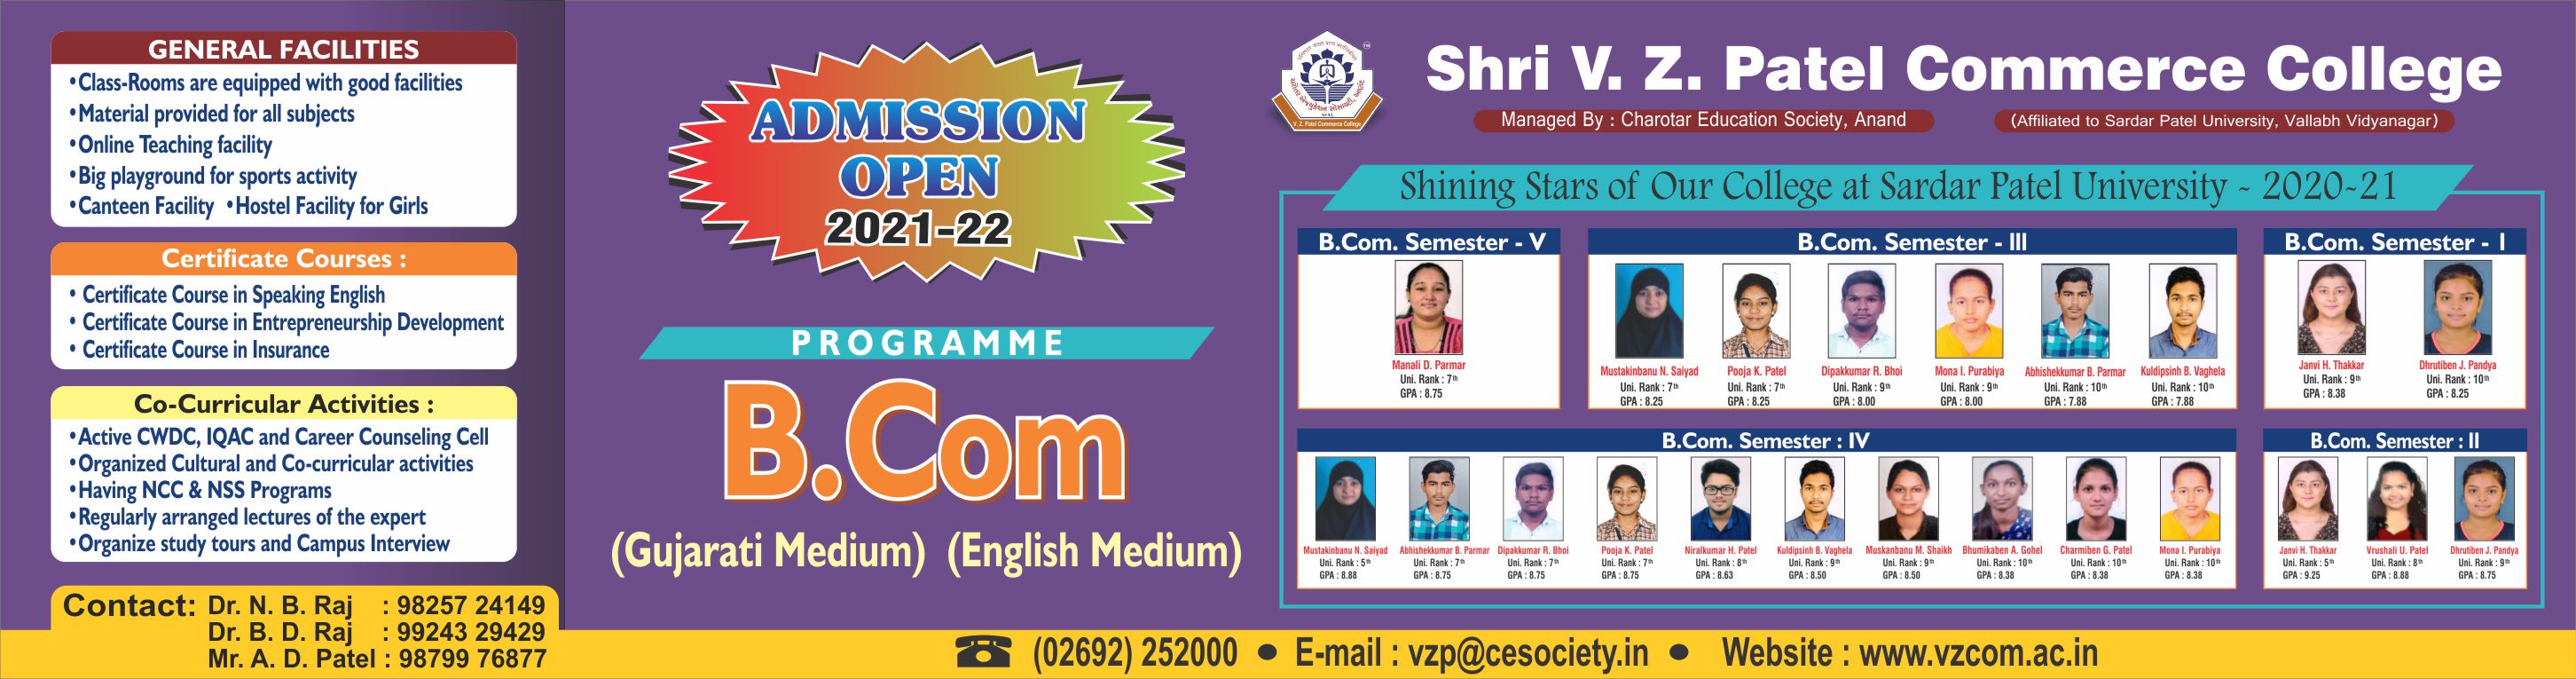 GENERAL FACILITIES
•Class-Rooms are equipped with good facilities
•Material provided for all subjects
•Online Teaching facility
•Big playground for sports activity
•Canteen Facility •Hostel Facility for Girls
Certificate Courses :
• Certificate Course in Speaking English
• Certificate Course in Entrepreneurship Development
• Certificate Course in Insurance
Co-Curricular Activities :
•Active CWDC, IQAC and Career Counseling Cell
•Organized Cultural and Co-curricular activities
•Having NCC & NSS Programs
•Regularly arranged lectures of the expert
•Organize study tours and Campus Interview
Contact: Dr. N. B. Raj : 98257 24149
Dr. B. D. Raj : 99243 29429
Mr. A. D. Patel : 98799 76877
ADMISSION
OPEN
2021-22
PROGRAMME
B.Com
(Gujarati Medium) (English Medium)
V. Z. Patel Commerce College
Shri V. Z. Patel Commerce College
Managed By : Charotar Education Society, Anand (Affiliated to Sardar Patel University, Vallabh Vidyanagar)
Shining Stars of Our College at Sardar Patel University - 2020-21
B.Com. Semester - V
Manali D. Parmar
Uni. Rank : 7th
GPA : 8.75
B.Com. Semester - III
Mustakinbanu N. Saiyad Pooja K. Patel Dipakkumar R. Bhoi Mona I. Purabiya Abhishekkumar B. Parmar Kuldipsinh B. Vaghela
Uni. Rank : 7th Uni. Rank : 7th Uni. Rank : 9th Uni. Rank : 9th Uni. Rank : 10th Uni. Rank : 10th
GPA : 8.25 GPA : 8.25 GPA : 8.00 GPA : 8.00 GPA : 7.88 GPA : 7.88
B.Com. Semester - I
Janvi H. Thakkar Dhrutiben J. Pandya
Uni. Rank : 9th Uni. Rank : 10th
GPA : 8.38 GPA : 8.25
B.Com. Semester : IV
Mustakinbanu N. Saiyad Abhishekkumar B. Parmar Dipakkumar R. Bhoi Pooja K. Patel Niralkumar H. Patel Kuldipsinh B. Vaghela Muskanbanu M. Shaikh Bhumikaben A. Gohel Charmiben G. Patel Mona I. Purabiya
Uni. Rank : 5th Uni. Rank : 7th Uni. Rank : 7th Uni. Rank : 7th Uni. Rank : 8th Uni. Rank : 9th Uni. Rank : 9th Uni. Rank : 10th Uni. Rank : 10th Uni. Rank : 10th
GPA : 8.88 GPA : 8.75 GPA : 8.75 GPA : 8.75 GPA : 8.63 GPA : 8.50 GPA : 8.50 GPA : 8.38 GPA : 8.38 GPA : 8.38
B.Com. Semester : II
Janvi H. Thakkar Vrushali U. Patel Dhrutiben J. Pandya
Uni. Rank : 5th Uni. Rank : 8th Uni. Rank : 9th
GPA : 9.25 GPA : 8.88 GPA : 8.75
(02692) 252000 • E-mail : vzp@cesociety.in • Website : www.vzcom.ac.in